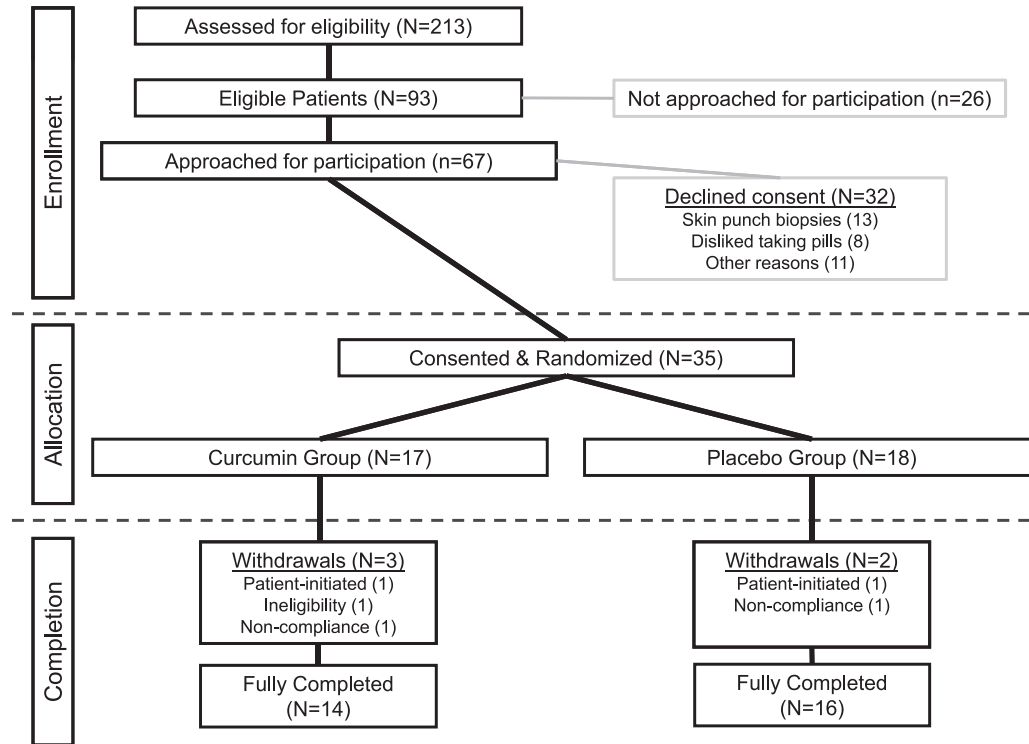 Enrollment
Assessed for eligibility (N=213)
Eligible Patients (N=93)
Not approached for participation (n=26)
Approached for participation (n=67)
Declined consent (N=32)
Skin punch biopsies (13)
Disliked taking pills (8)
Other reasons (11)
Allocation
Consented & Randomized (N=35)
Curcumin Group (N=17)
Placebo Group (N=18)
Completion
Withdrawals (N=3)
Patient-initiated (1)
Ineligibility (1)
Non-compliance (1)
Withdrawals (N=2)
Patient-initiated (1)
Non-compliance (1)
Fully Completed
(N=14)
Fully Completed
(N=16)